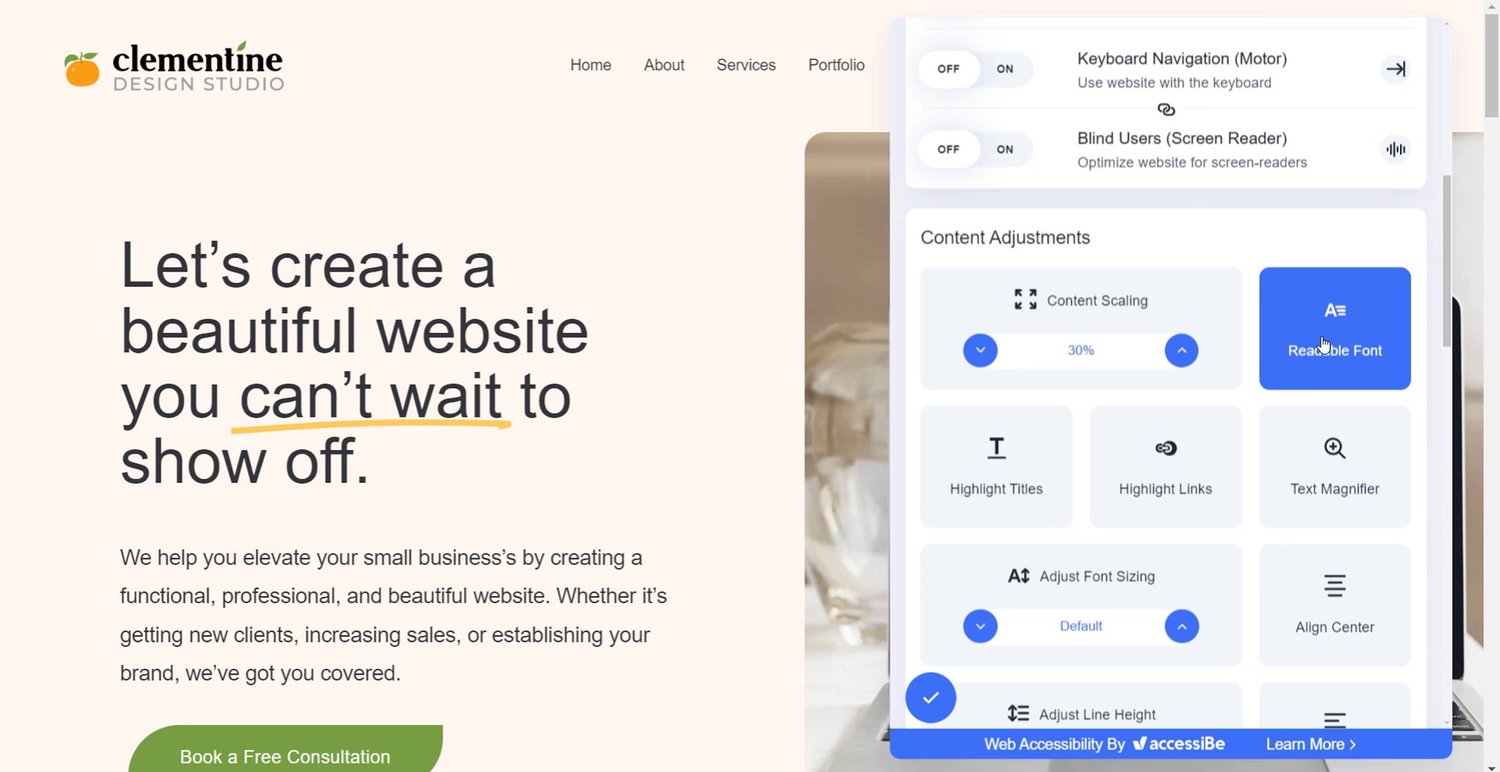 clementine
DESIGN STUDIO
Home About Services Portfolio
Let’s create a
beautiful website
you can’t wait to
show off.
We help you elevate your small business’s by creating a
functional, professional, and beautiful website. Whether it’s
getting new clients, increasing sales, or establishing your
brand, we’ve got you covered.
Book a Free Consultation
OFF ON
Keyboard Navigation (Motor)
Use website with the keyboard
OFF ON
Blind Users (Screen Reader)
Optimize website for screen-readers
Content Adjustments
Content Scaling
30%
Readable Font
Highlight Titles
Highlight Links
Text Magnifier
Adjust Font Sizing
Default
Align Center
Adjust Line Height
Web Accessibility By accessiBe
Learn More